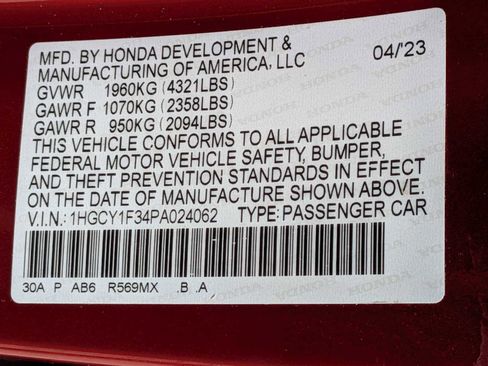 MFD. BY HONDA DEVELOPMENT & 04/'23
MANUFACTURING OF AMERICA, LLC
GVWR 1960KG (4321LBS)
GAWR F 1070KG (2358LBS)
GAWR R 950KG (2094LBS)
THIS VEHICLE CONFORMS TO ALL APPLICABLE
FEDERAL MOTOR VEHICLE SAFETY, BUMPER,
AND THEFT PREVENTION STANDARDS IN EFFECT
ON THE DATE OF MANUFACTURE SHOWN ABOVE.
V.I.N.: 1HGCY1F34PA024062 TYPE: PASSENGER CAR
30A P AB6 R569MX .B .A